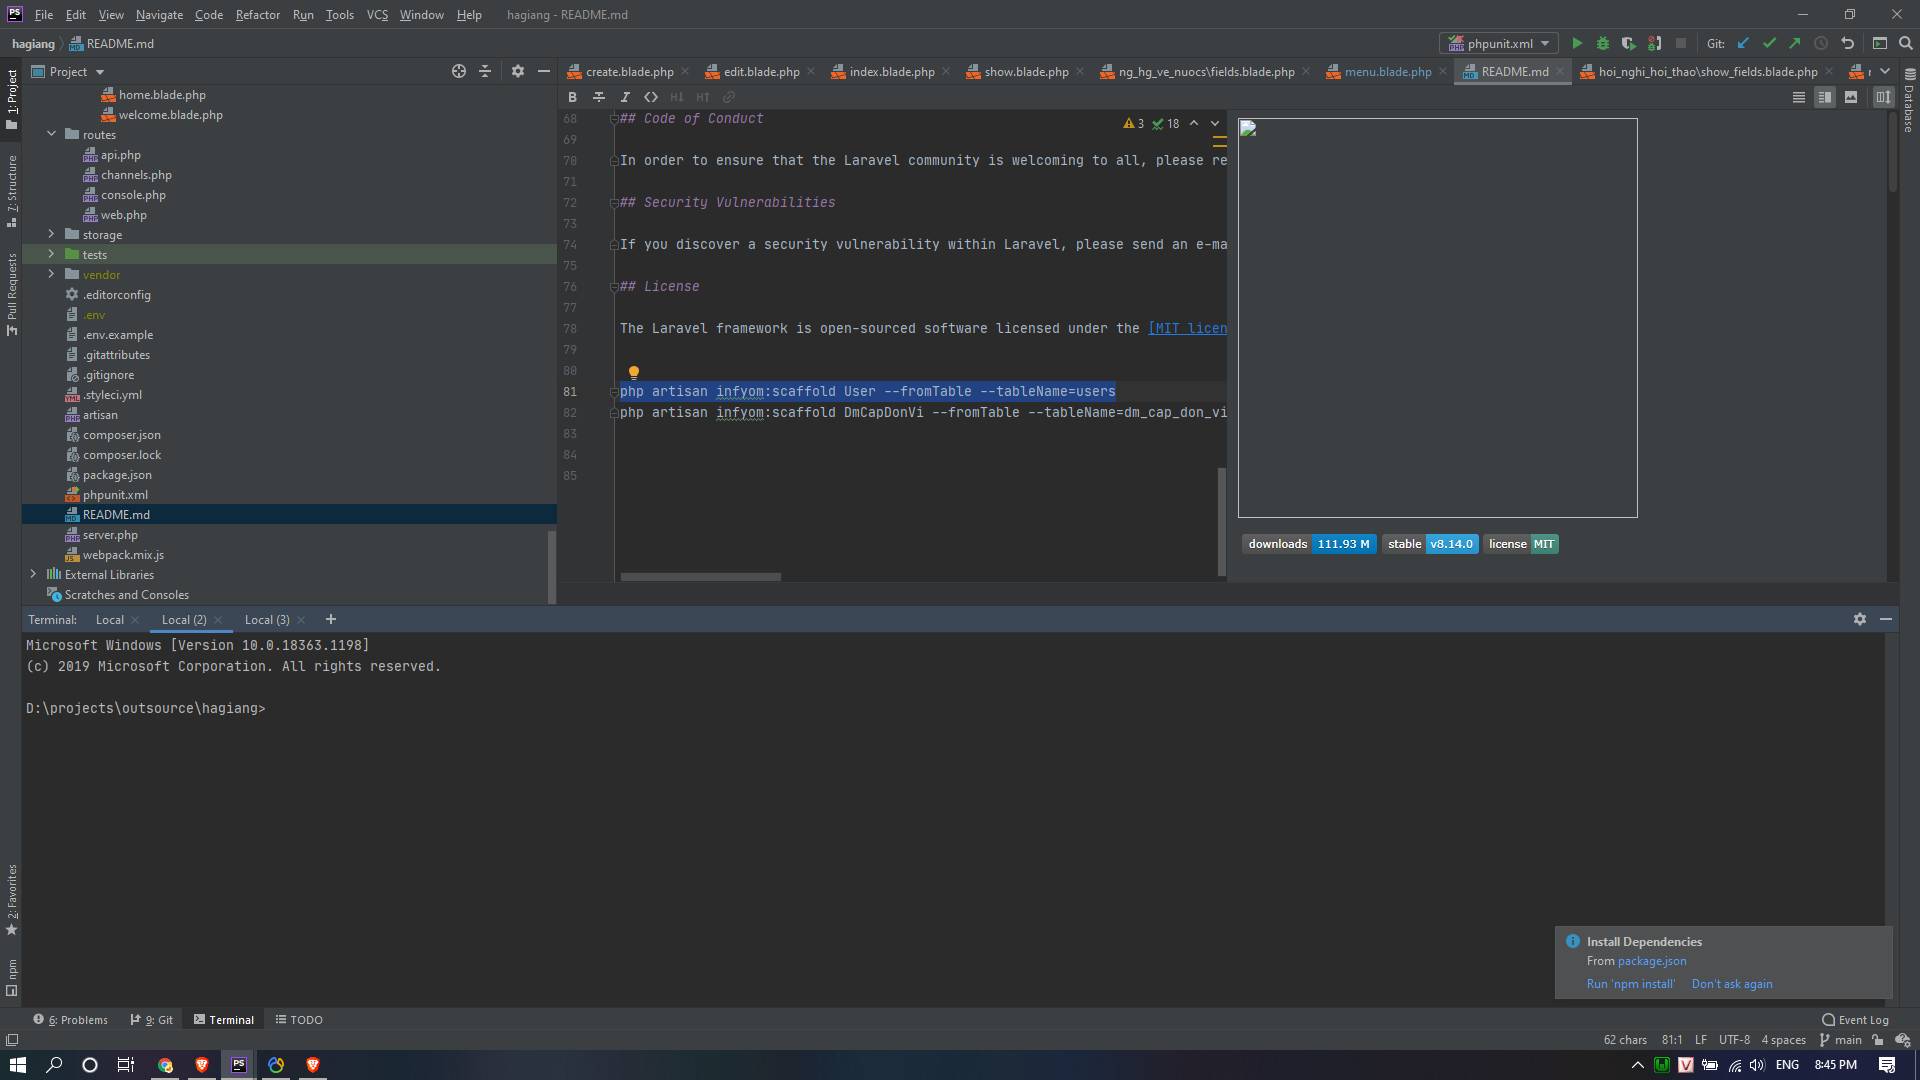 File Edit View Navigate Code Refactor Run Tools VCS Window Help hagiang - README.md
hagiang README.md
phpunit.xml
Git:
Project
create.blade.php
edit.blade.php
index.blade.php
show.blade.php
ng_hg_ve_nuocs\fields.blade.php
menu.blade.php
README.md
hoi_nghi_hoi_thao\show_fields.blade.php
1: Project
7: Structure
Pull Requests
2: Favorites
npm
Database
home.blade.php
welcome.blade.php
routes
api.php
channels.php
console.php
web.php
storage
tests
vendor
.editorconfig
.env
.env.example
.gitattributes
.gitignore
.styleci.yml
artisan
composer.json
composer.lock
package.json
phpunit.xml
README.md
server.php
webpack.mix.js
External Libraries
Scratches and Consoles
3 18
68 ## Code of Conduct
69
70 In order to ensure that the Laravel community is welcoming to all, please re
71
72 ## Security Vulnerabilities
73
74 If you discover a security vulnerability within Laravel, please send an e-ma
75
76 ## License
77
78 The Laravel framework is open-sourced software licensed under the [MIT licen
79
80
81 php artisan infyom:scaffold User --fromTable --tableName=users
82 php artisan infyom:scaffold DmCapDonVi --fromTable --tableName=dm_cap_don_vi
83
84
85
downloads 111.93 M stable v8.14.0 license MIT
Terminal: Local Local (2) Local (3)
Microsoft Windows [Version 10.0.18363.1198]
(c) 2019 Microsoft Corporation. All rights reserved.
D:\projects\outsource\hagiang>
Install Dependencies
From package.json
Run 'npm install' Don't ask again
6: Problems 9: Git Terminal TODO
Event Log
62 chars 81:1 LF UTF-8 4 spaces main
ENG 8:45 PM